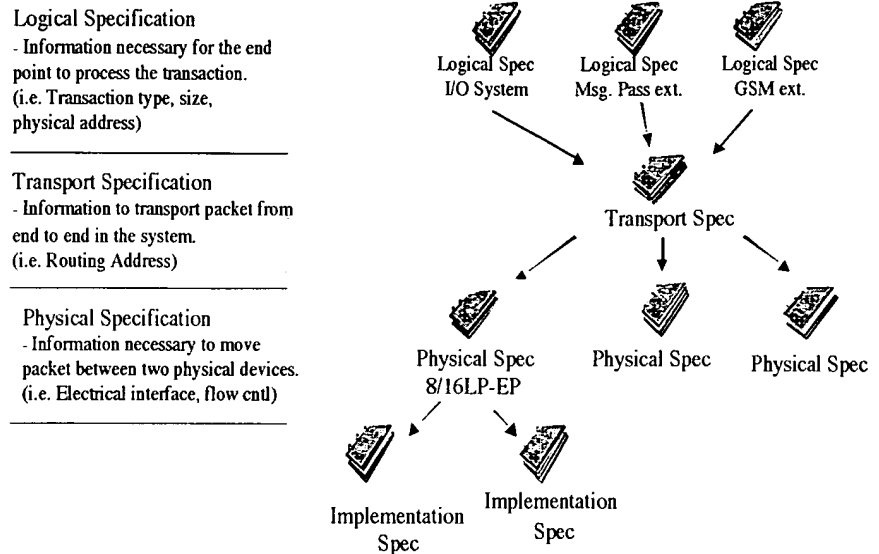 Logical Specification
- Information necessary for the end
point to process the transaction.
(i.e. Transaction type, size,
physical address)
Transport Specification
- Information to transport packet from
end to end in the system.
(i.e. Routing Address)
Physical Specification
- Information necessary to move
packet between two physical devices.
(i.e. Electrical interface, flow cntl)
Logical Spec
I/O System
Logical Spec
Msg. Pass ext.
Logical Spec
GSM ext.
Transport Spec
Physical Spec
8/16LP-EP
Physical Spec
Physical Spec
Implementation
Spec
Implementation
Spec